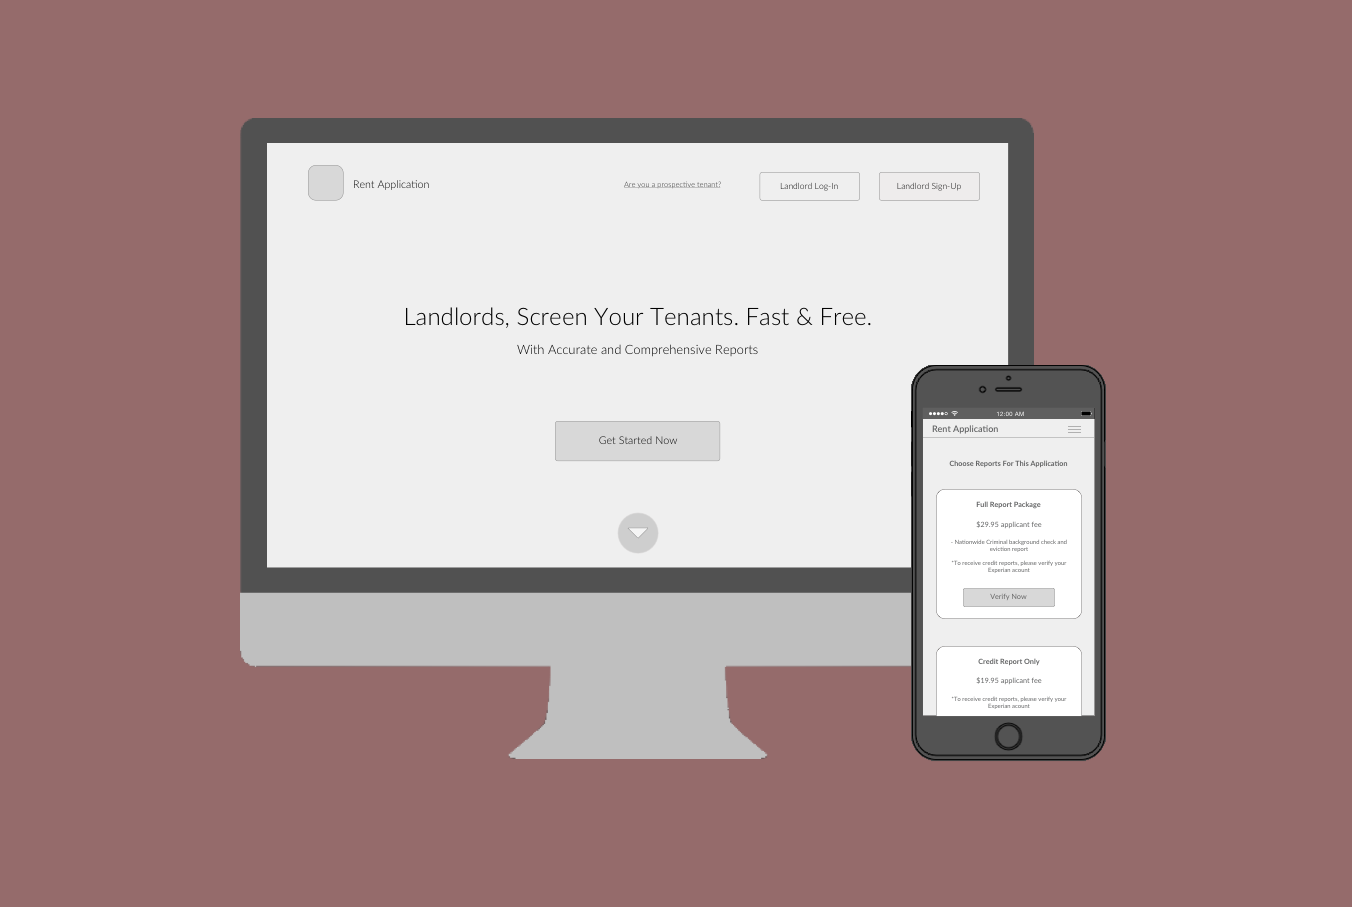 Rent Application
Are you a prospective tenant?
Landlord Log-In
Landlord Sign-Up
Landlords, Screen Your Tenants. Fast & Free.
With Accurate and Comprehensive Reports
Get Started Now
12:00 AM
Rent Application
Choose Reports For This Application
Full Report Package
$29.95 applicant fee
- Nationwide Criminal background check and
eviction report
*To receive credit reports, please verify your
Experian acount
Verify Now
Credit Report Only
$19.95 applicant fee
*To receive credit reports, please verify your
Experian acount